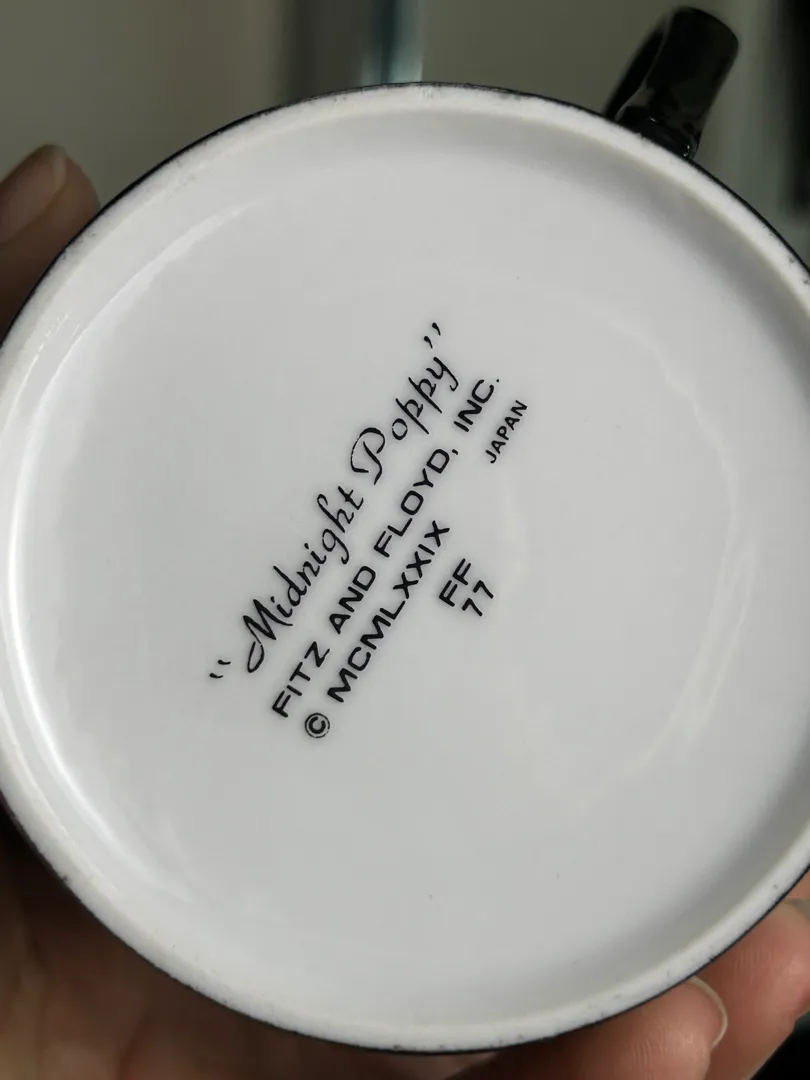 "Midnight Poppy"
FITZ AND FLOYD, INC.
© MCMLXXIX JAPAN
FF
77